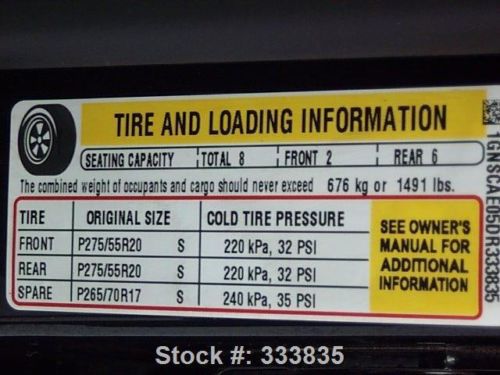 TIRE AND LOADING INFORMATION
SEATING CAPACITY TOTAL 8 FRONT 2 REAR 6
The combined weight of occupants and cargo should never exceed 676 kg or 1491 lbs.
TIRE ORIGINAL SIZE COLD TIRE PRESSURE
FRONT P275/55R20 S 220 kPa, 32 PSI
REAR P275/55R20 S 220 kPa, 32 PSI
SPARE P265/70R17 S 240 kPa, 35 PSI
SEE OWNER'S
MANUAL FOR
ADDITIONAL
INFORMATION
Stock #: 333835